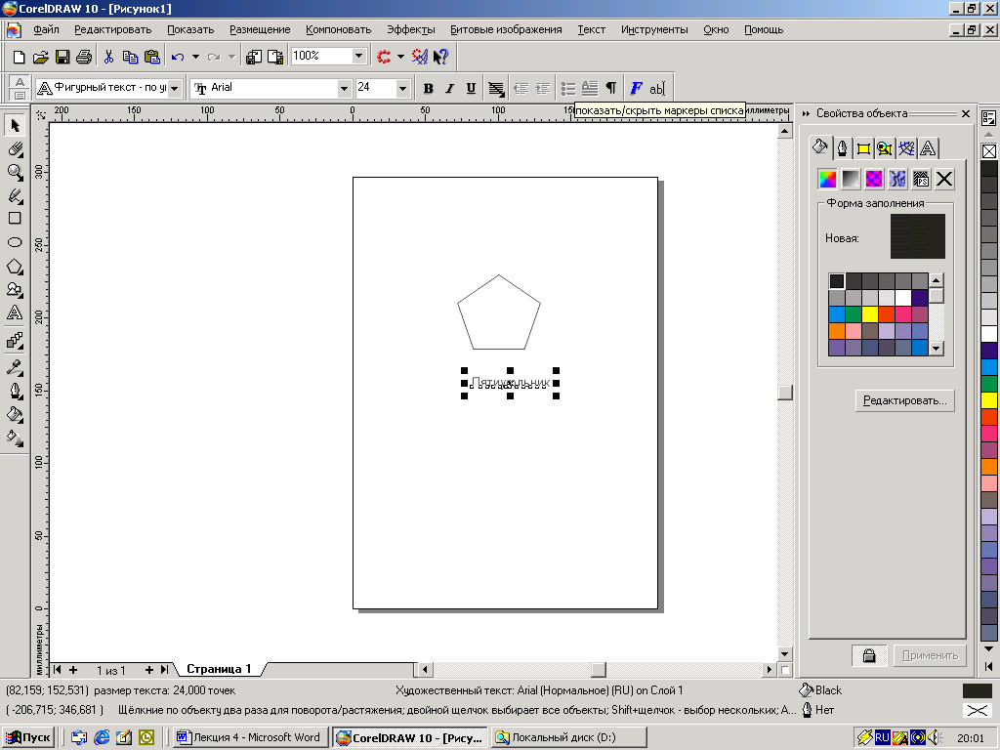 CorelDRAW 10 - [Рисунок1]
Файл Редактировать Показать Размещение Компоновать Эффекты Битовые изображения Текст Инструменты Окно Помощь
100%
Фигурный текст - по у Arial 24 B I U F ab
показать/скрыть маркеры списка
200 150 100 50 0 50 100 миллиметры
Свойства объекта
300
250
200
150
100
50
0
миллиметры
Форма заполнения
Новая:
Редактировать...
Применить
Пятиугольник
1 из 1 Страница 1
(82,159; 152,531) размер текста: 24,000 точек Художественный текст: Arial (Нормальное) (RU) on Слой 1 Black
(-206,715; 346,681) Щёлкние по объекту два раза для поворота/растяжения; двойной щелчок выбирает все объекты; Shift+щелчок - выбор нескольких; A... Нет
Пуск Лекция 4 - Microsoft Word CorelDRAW 10 - [Рису... Локальный диск (D:) RU 20:01